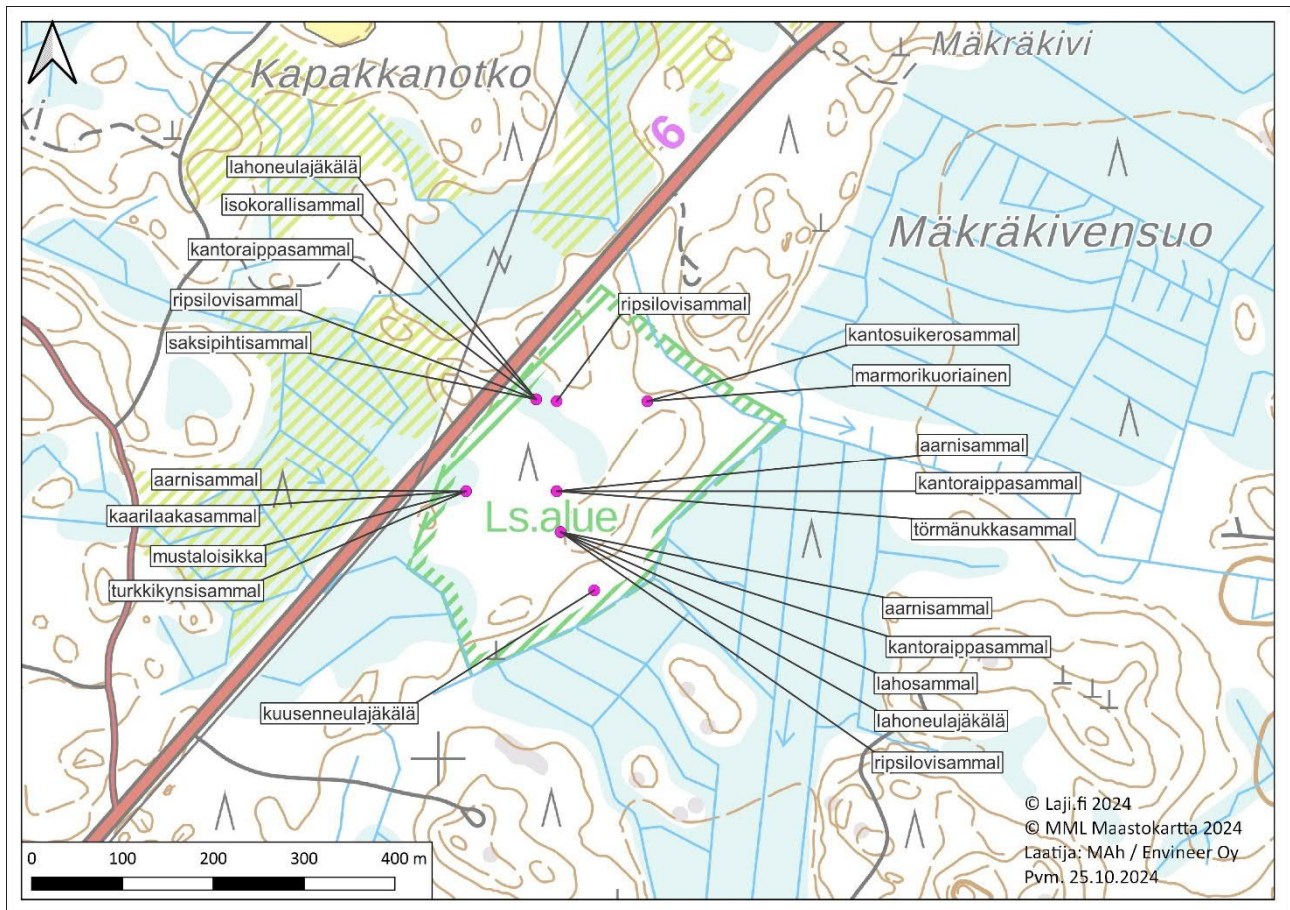 Mäkräkivi
Kapakkanotko
ki
6
lahoneulajäkälä
isokorallisammal
kantoraippasammal
ripsilovisammal
saksipihtisammal
ripsilovisammal
Mäkräkivensuo
kantosuikerosammal
marmorikuoriainen
aarnisammal
kaarilaakasammal
mustaloisikka
turkkikynsisammal
Ls.alue
aarnisammal
kantoraippasammal
törmänukkasammal
aarnisammal
kantoraippasammal
lahosammal
lahoneulajäkälä
ripsilovisammal
kuusenneulajäkälä
0 100 200 300 400 m
© Laji.fi 2024
© MML Maastokartta 2024
Laatija: MAh / Envineer Oy
Pvm. 25.10.2024